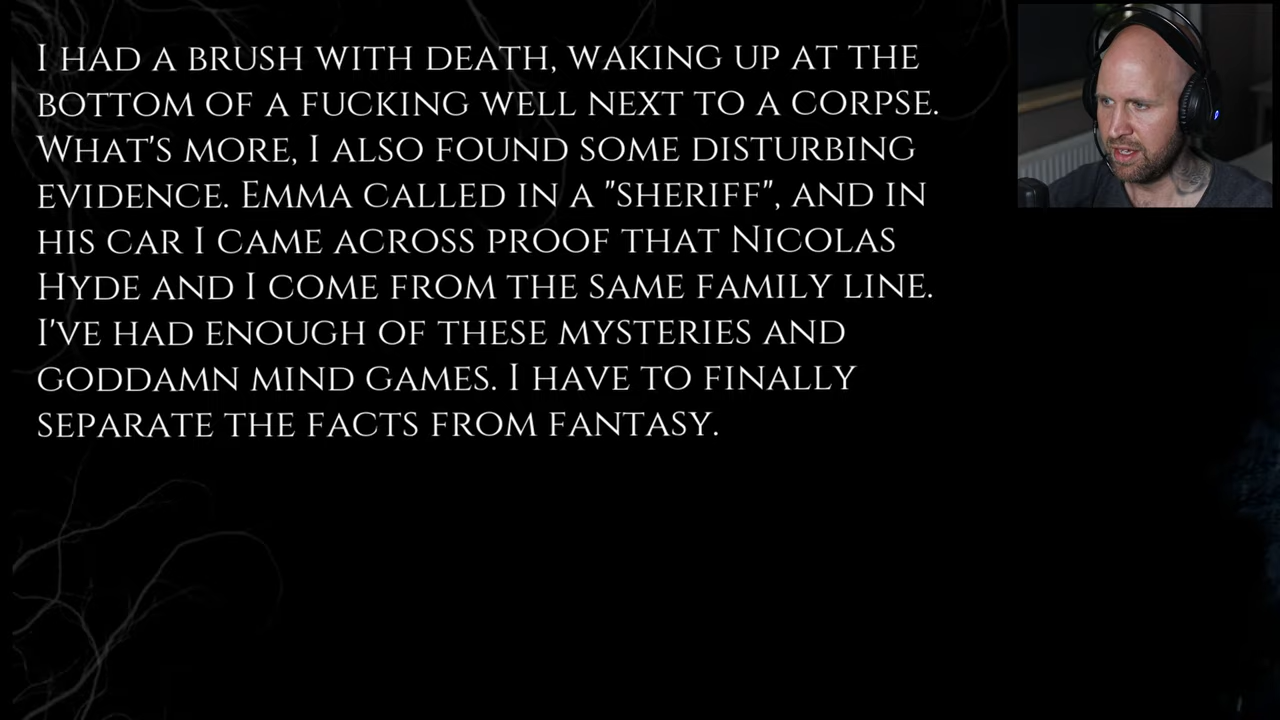 I HAD A BRUSH WITH DEATH, WAKING UP AT THE
BOTTOM OF A FUCKING WELL NEXT TO A CORPSE.
WHAT'S MORE, I ALSO FOUND SOME DISTURBING
EVIDENCE. EMMA CALLED IN A "SHERIFF", AND IN
HIS CAR I CAME ACROSS PROOF THAT NICOLAS
HYDE AND I COME FROM THE SAME FAMILY LINE.
I'VE HAD ENOUGH OF THESE MYSTERIES AND
GODDAMN MIND GAMES. I HAVE TO FINALLY
SEPARATE THE FACTS FROM FANTASY.